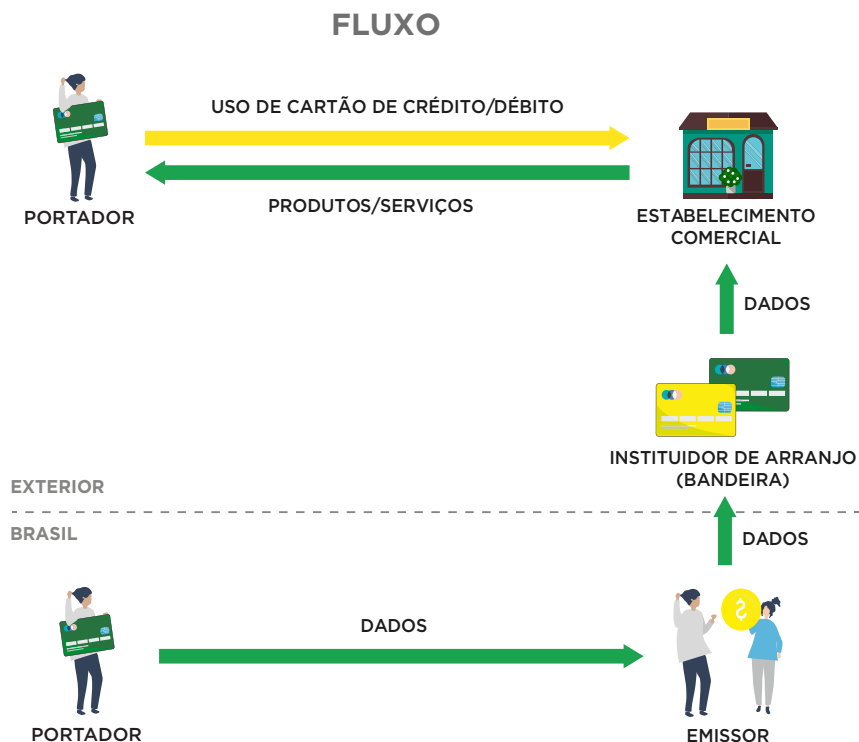 FLUXO
USO DE CARTÃO DE CRÉDITO/DÉBITO
PRODUTOS/SERVIÇOS
PORTADOR
ESTABELECIMENTO
COMERCIAL
DADOS
INSTITUIDOR DE ARRANJO
(BANDEIRA)
EXTERIOR
BRASIL
DADOS
DADOS
PORTADOR
EMISSOR